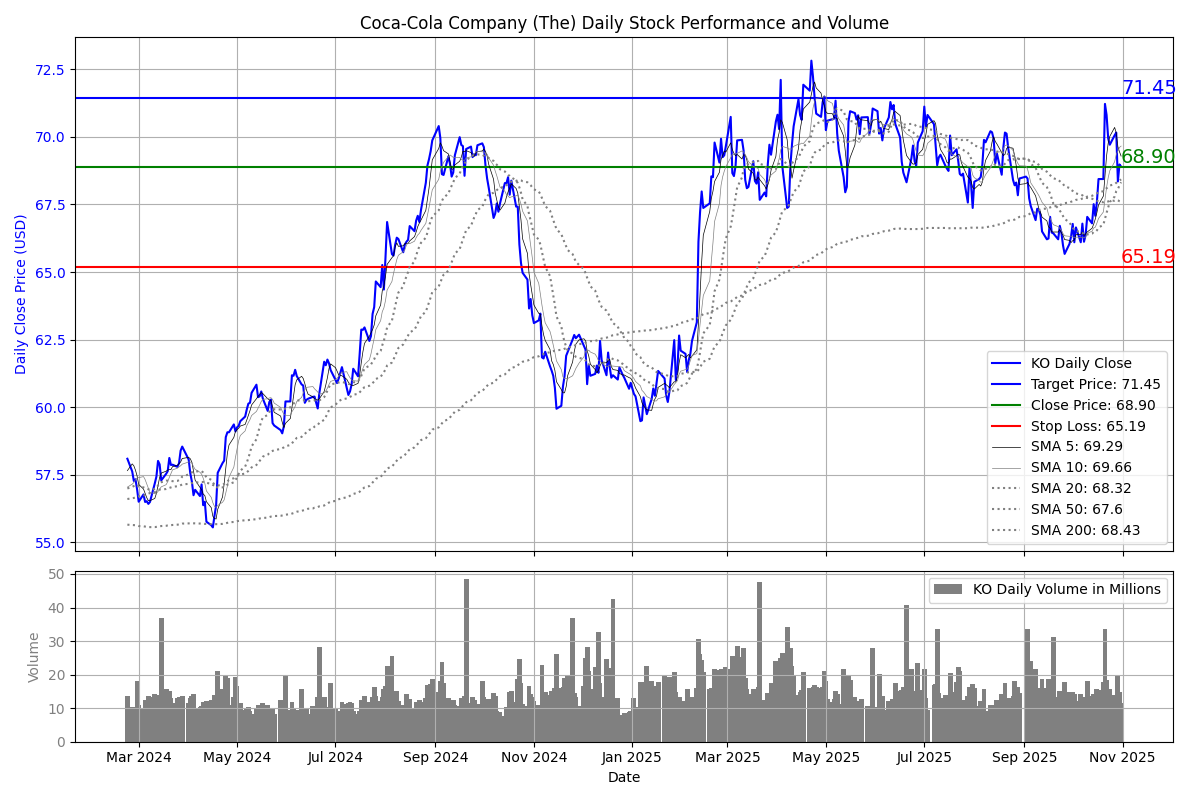 Coca-Cola Company (The) Daily Stock Performance and Volume
Daily Close Price (USD)
72.5
70.0
67.5
65.0
62.5
60.0
57.5
55.0
71.45
68.90
65.19
KO Daily Close
Target Price: 71.45
Close Price: 68.90
Stop Loss: 65.19
SMA 5: 69.29
SMA 10: 69.66
SMA 20: 68.32
SMA 50: 67.6
SMA 200: 68.43
Volume
50
40
30
20
10
0
KO Daily Volume in Millions
Mar 2024 May 2024 Jul 2024 Sep 2024 Nov 2024 Jan 2025 Mar 2025 May 2025 Jul 2025 Sep 2025 Nov 2025
Date